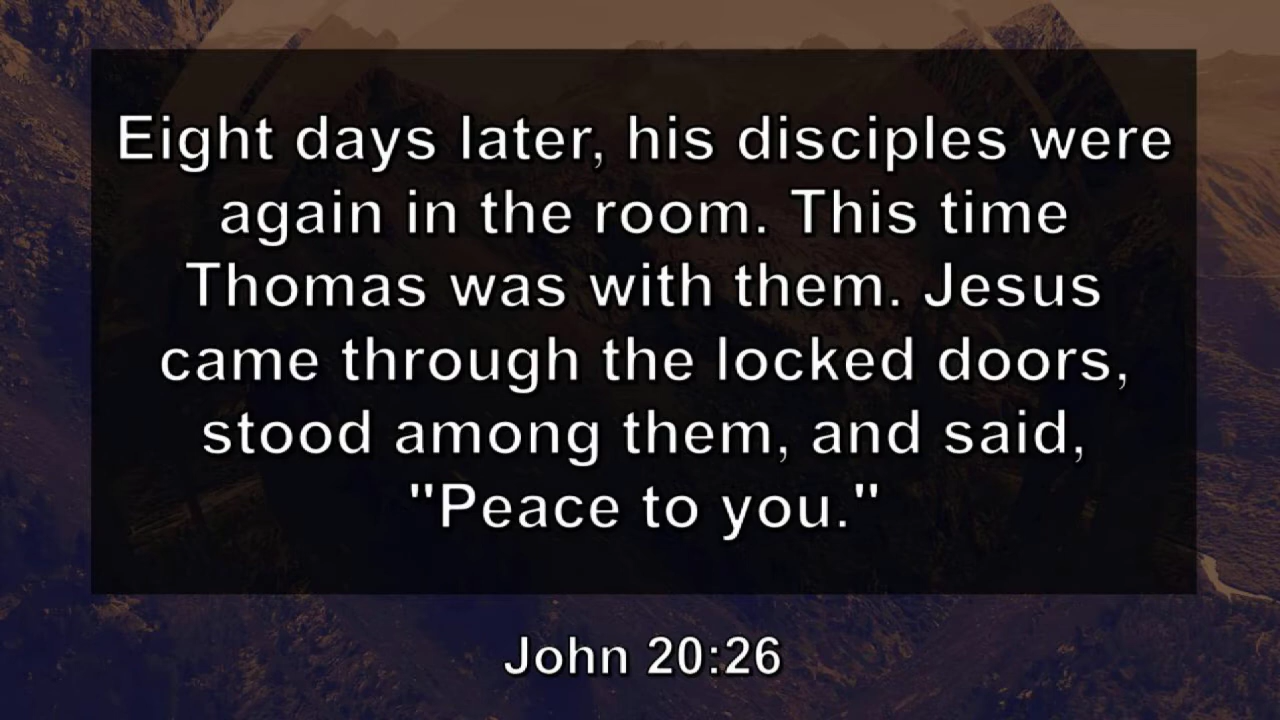 Eight days later, his disciples were
again in the room. This time
Thomas was with them. Jesus
came through the locked doors,
stood among them, and said,
"Peace to you."
John 20:26